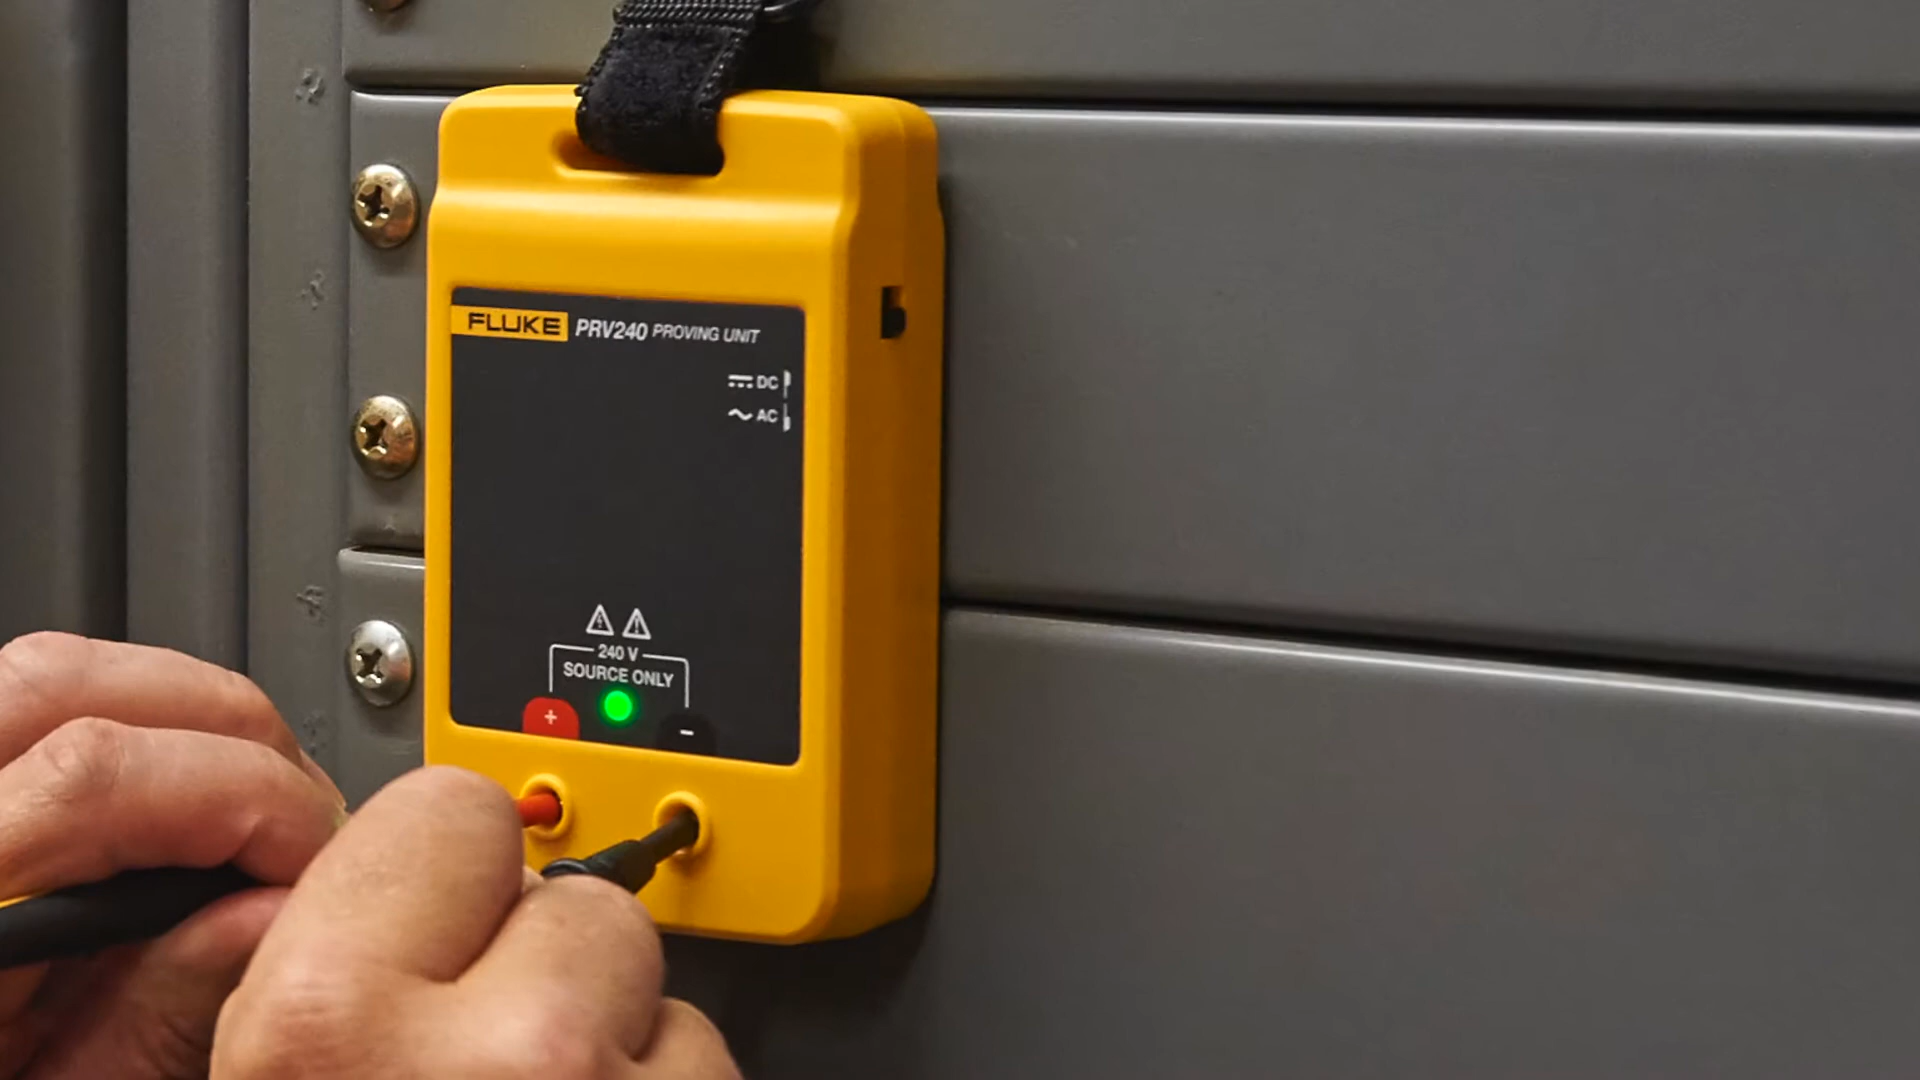 FLUKE PRV240 PROVING UNIT
DC
AC
240 V
SOURCE ONLY
+
−